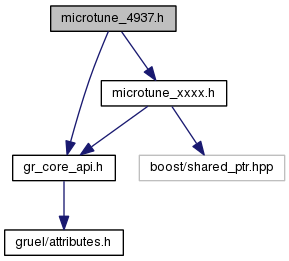 microtune_4937.h
microtune_xxxx.h
gr_core_api.h
boost/shared_ptr.hpp
gruel/attributes.h